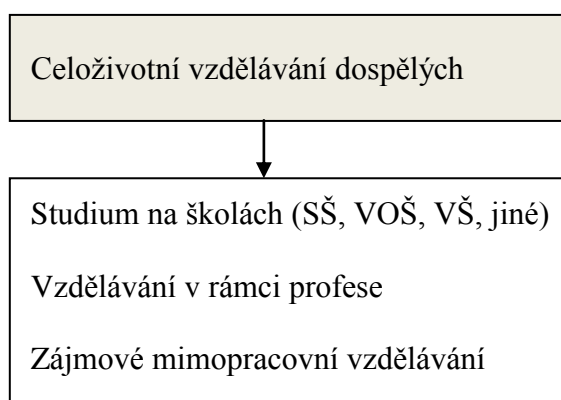 Celoživotní vzdělávání dospělých
Studium na školách (SŠ, VOŠ, VŠ, jiné)
Vzdělávání v rámci profese
Zájmové mimopracovní vzdělávání